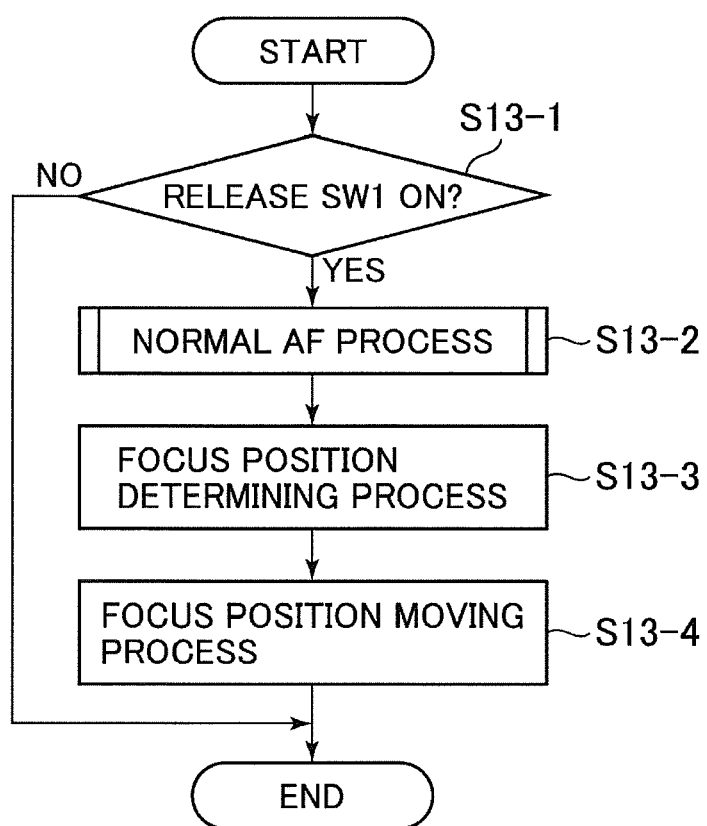 START
S13-1
NO
RELEASE SW1 ON?
YES
NORMAL AF PROCESS
S13-2
FOCUS POSITION
DETERMINING PROCESS
S13-3
FOCUS POSITION MOVING
PROCESS
S13-4
END